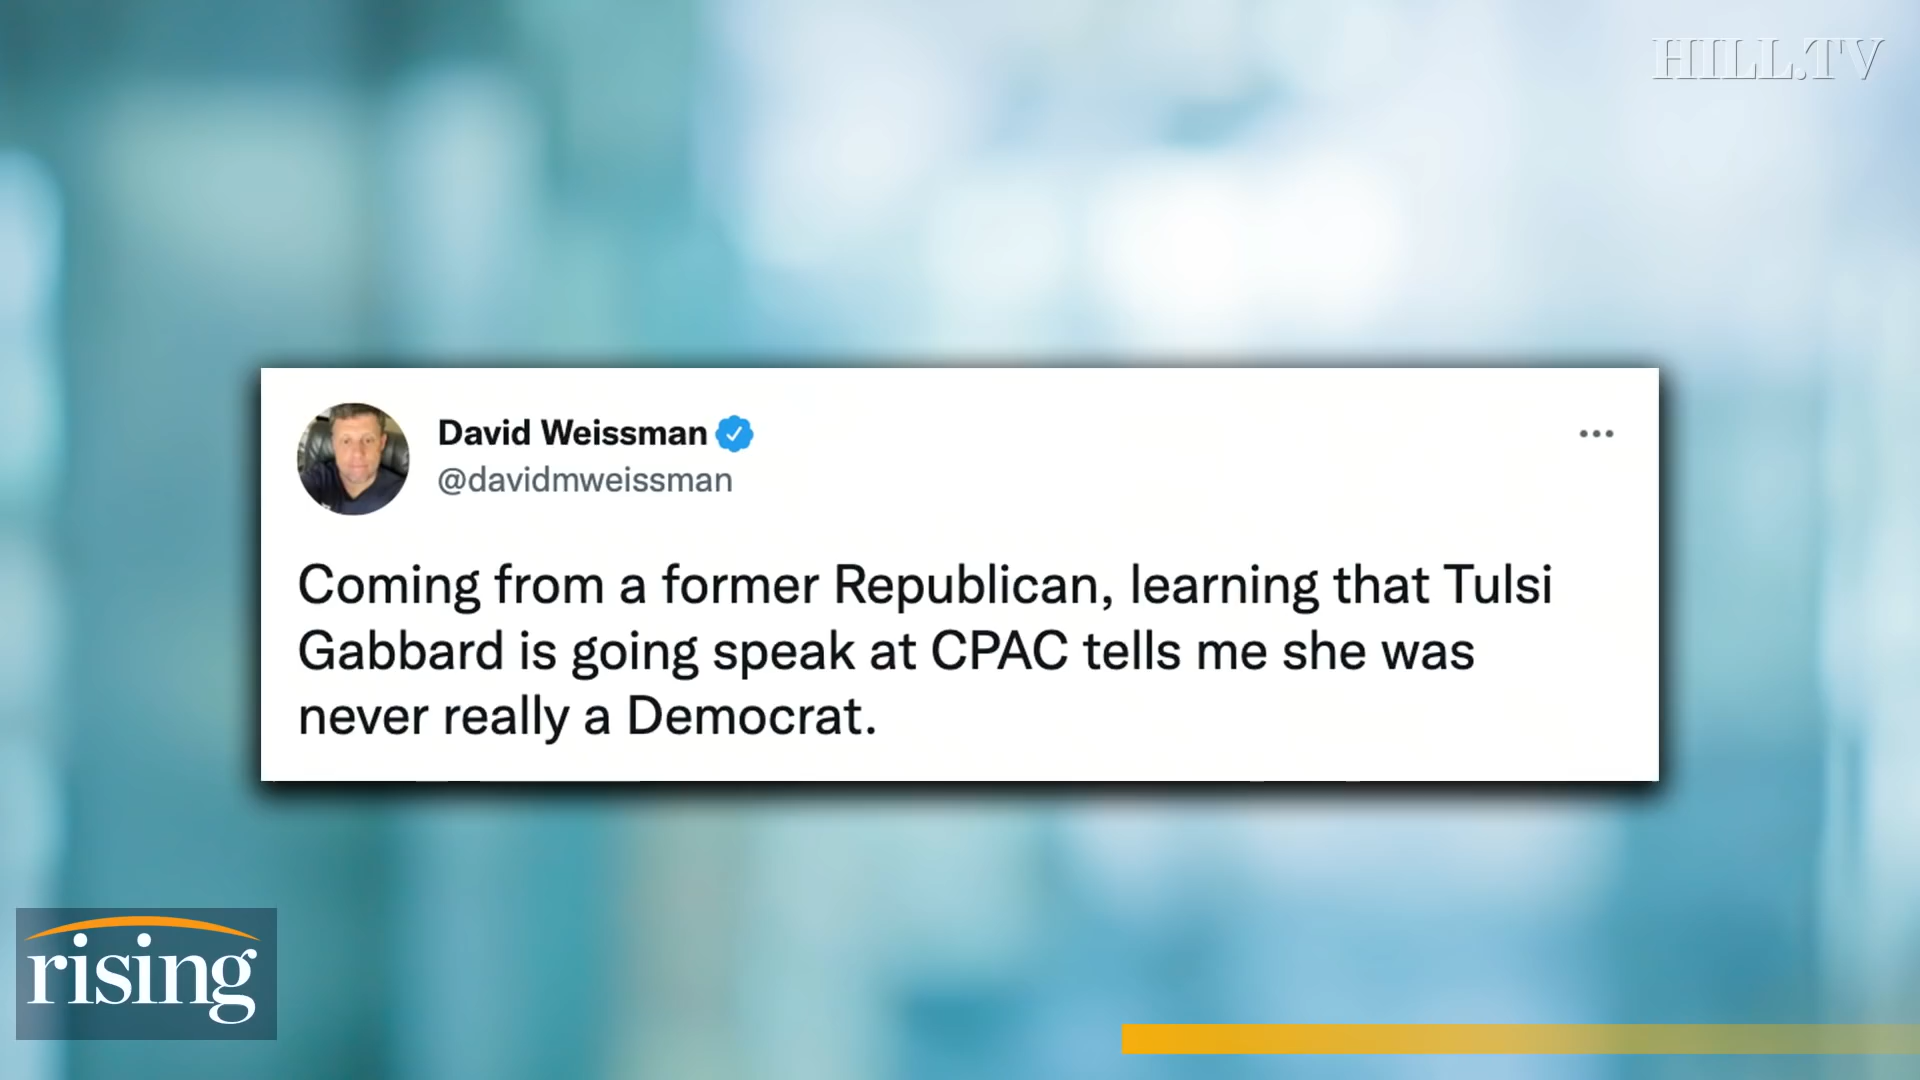 HILL.TV
David Weissman
@davidmweissman
Coming from a former Republican, learning that Tulsi
Gabbard is going speak at CPAC tells me she was
never really a Democrat.
rising